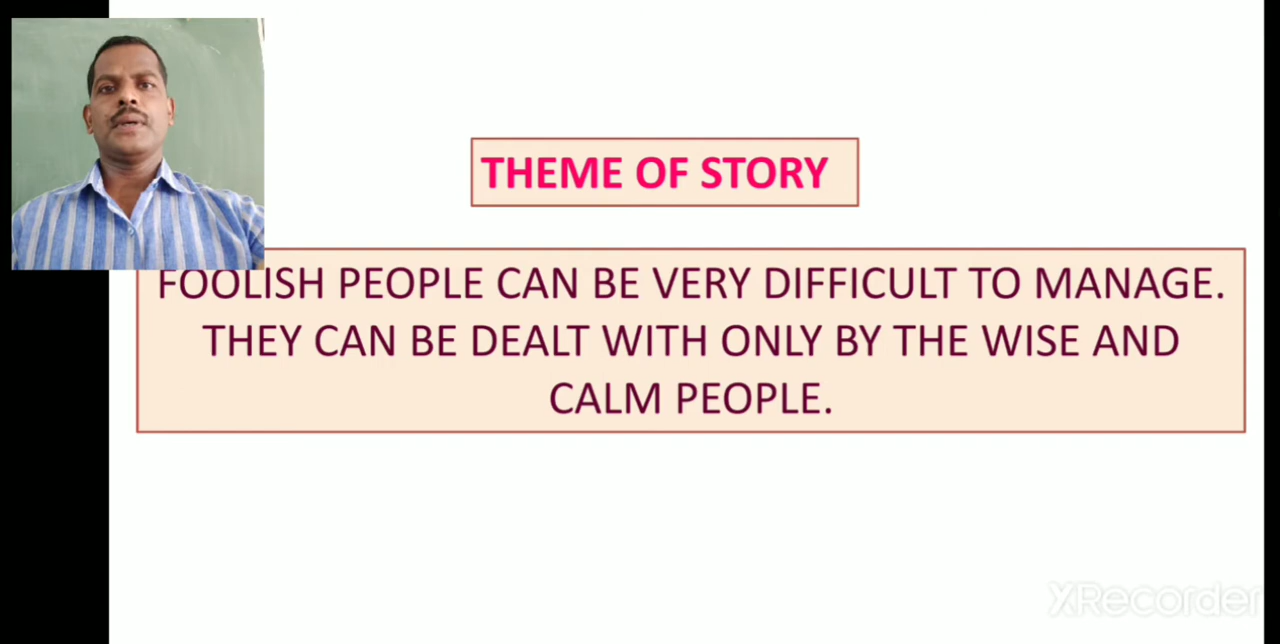 THEME OF STORY
FOOLISH PEOPLE CAN BE VERY DIFFICULT TO MANAGE.
THEY CAN BE DEALT WITH ONLY BY THE WISE AND
CALM PEOPLE.
XRecorder